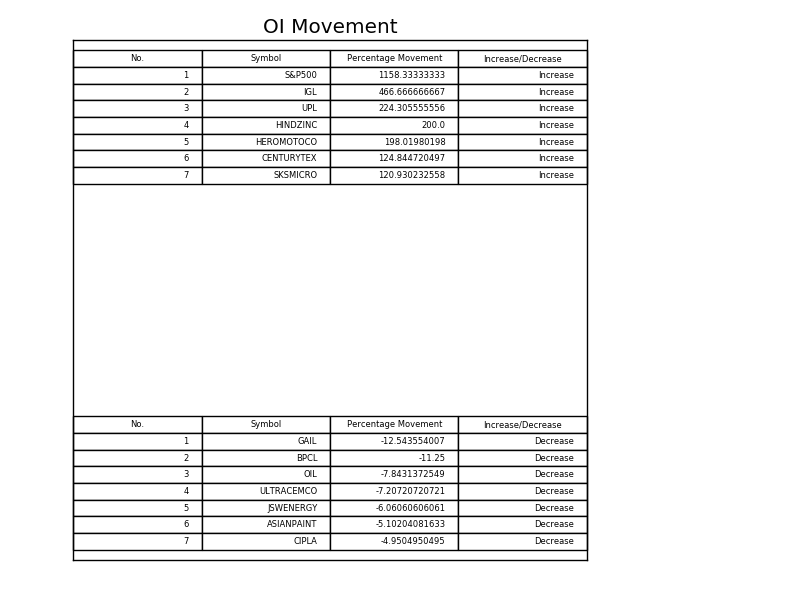 OI Movement
No. Symbol Percentage Movement Increase/Decrease
1 S&P500 1158.33333333 Increase
2 IGL 466.666666667 Increase
3 UPL 224.305555556 Increase
4 HINDZINC 200.0 Increase
5 HEROMOTOCO 198.01980198 Increase
6 CENTURYTEX 124.844720497 Increase
7 SKSMICRO 120.930232558 Increase
No. Symbol Percentage Movement Increase/Decrease
1 GAIL -12.543554007 Decrease
2 BPCL -11.25 Decrease
3 OIL -7.8431372549 Decrease
4 ULTRACEMCO -7.20720720721 Decrease
5 JSWENERGY -6.06060606061 Decrease
6 ASIANPAINT -5.10204081633 Decrease
7 CIPLA -4.9504950495 Decrease